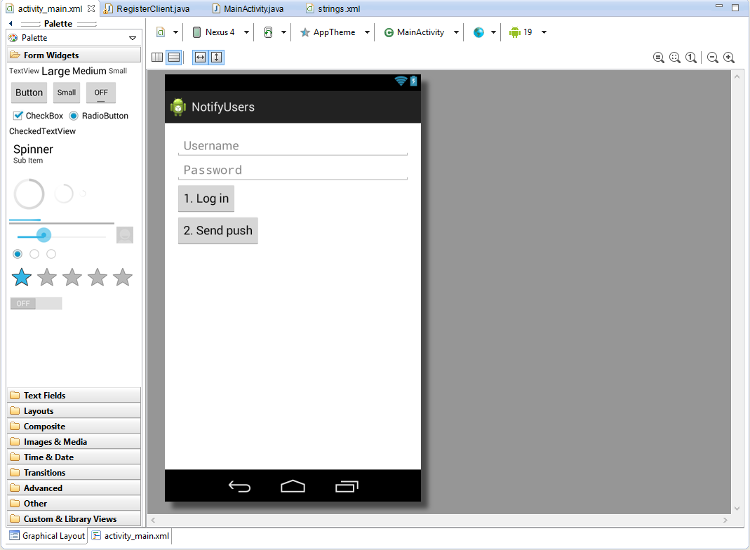 activity_main.xml RegisterClient.java MainActivity.java strings.xml
Palette
Palette
Nexus 4 AppTheme MainActivity 19
Form Widgets
TextView Large Medium Small
Button Small OFF
CheckBox RadioButton
CheckedTextView
Spinner
Sub Item
OFF
Text Fields
Layouts
Composite
Images & Media
Time & Date
Transitions
Advanced
Other
Custom & Library Views
NotifyUsers
Username
Password
1. Log in
2. Send push
Graphical Layout activity_main.xml